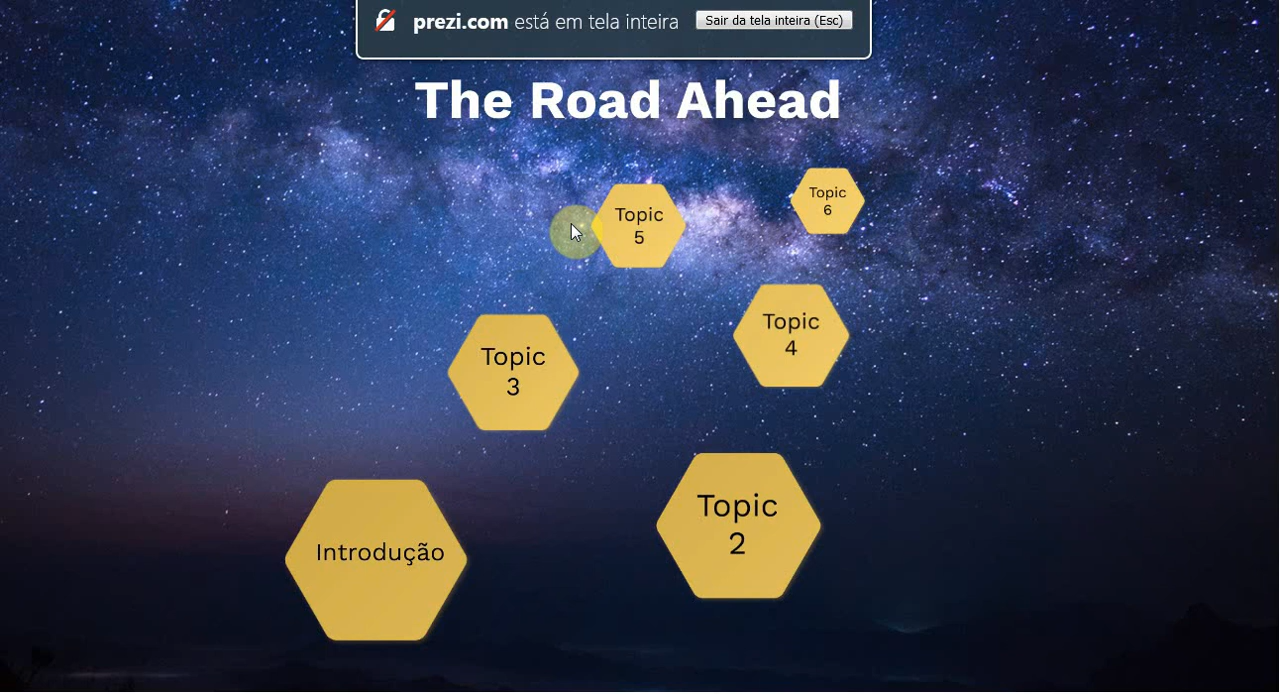 prezi.com está em tela inteira Sair da tela inteira (Esc)
The Road Ahead
Topic
6
Topic
5
Topic
4
Topic
3
Topic
2
Introdução